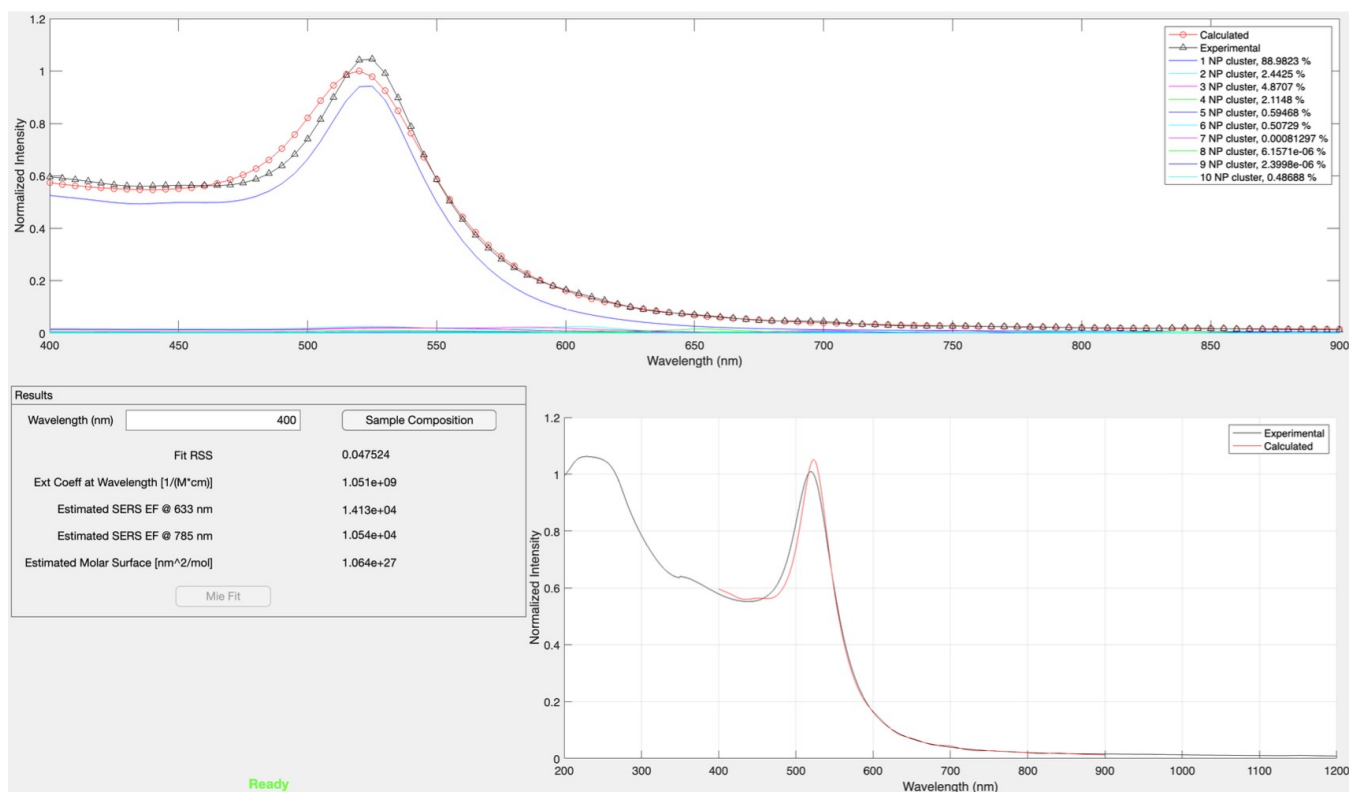 1.2
1
0.8
0.6
0.4
0.2
0
Normalized Intensity
400 450 500 550 600 650 700 750 800 850 900
Wavelength (nm)
Calculated
Experimental
1 NP cluster, 88.9823 %
2 NP cluster, 2.4425 %
3 NP cluster, 4.8707 %
4 NP cluster, 2.1148 %
5 NP cluster, 0.59468 %
6 NP cluster, 0.50729 %
7 NP cluster, 0.00081297 %
8 NP cluster, 6.1571e-06 %
9 NP cluster, 2.3998e-06 %
10 NP cluster, 0.48688 %
Results
Wavelength (nm) 400 Sample Composition
Fit RSS 0.047524
Ext Coeff at Wavelength [1/(M*cm)] 1.051e+09
Estimated SERS EF @ 633 nm 1.413e+04
Estimated SERS EF @ 785 nm 1.054e+04
Estimated Molar Surface [nm^2/mol] 1.064e+27
Mie Fit
Ready
1.2
1
0.8
0.6
0.4
0.2
0
Normalized Intensity
200 300 400 500 600 700 800 900 1000 1100 1200
Wavelength (nm)
Experimental
Calculated